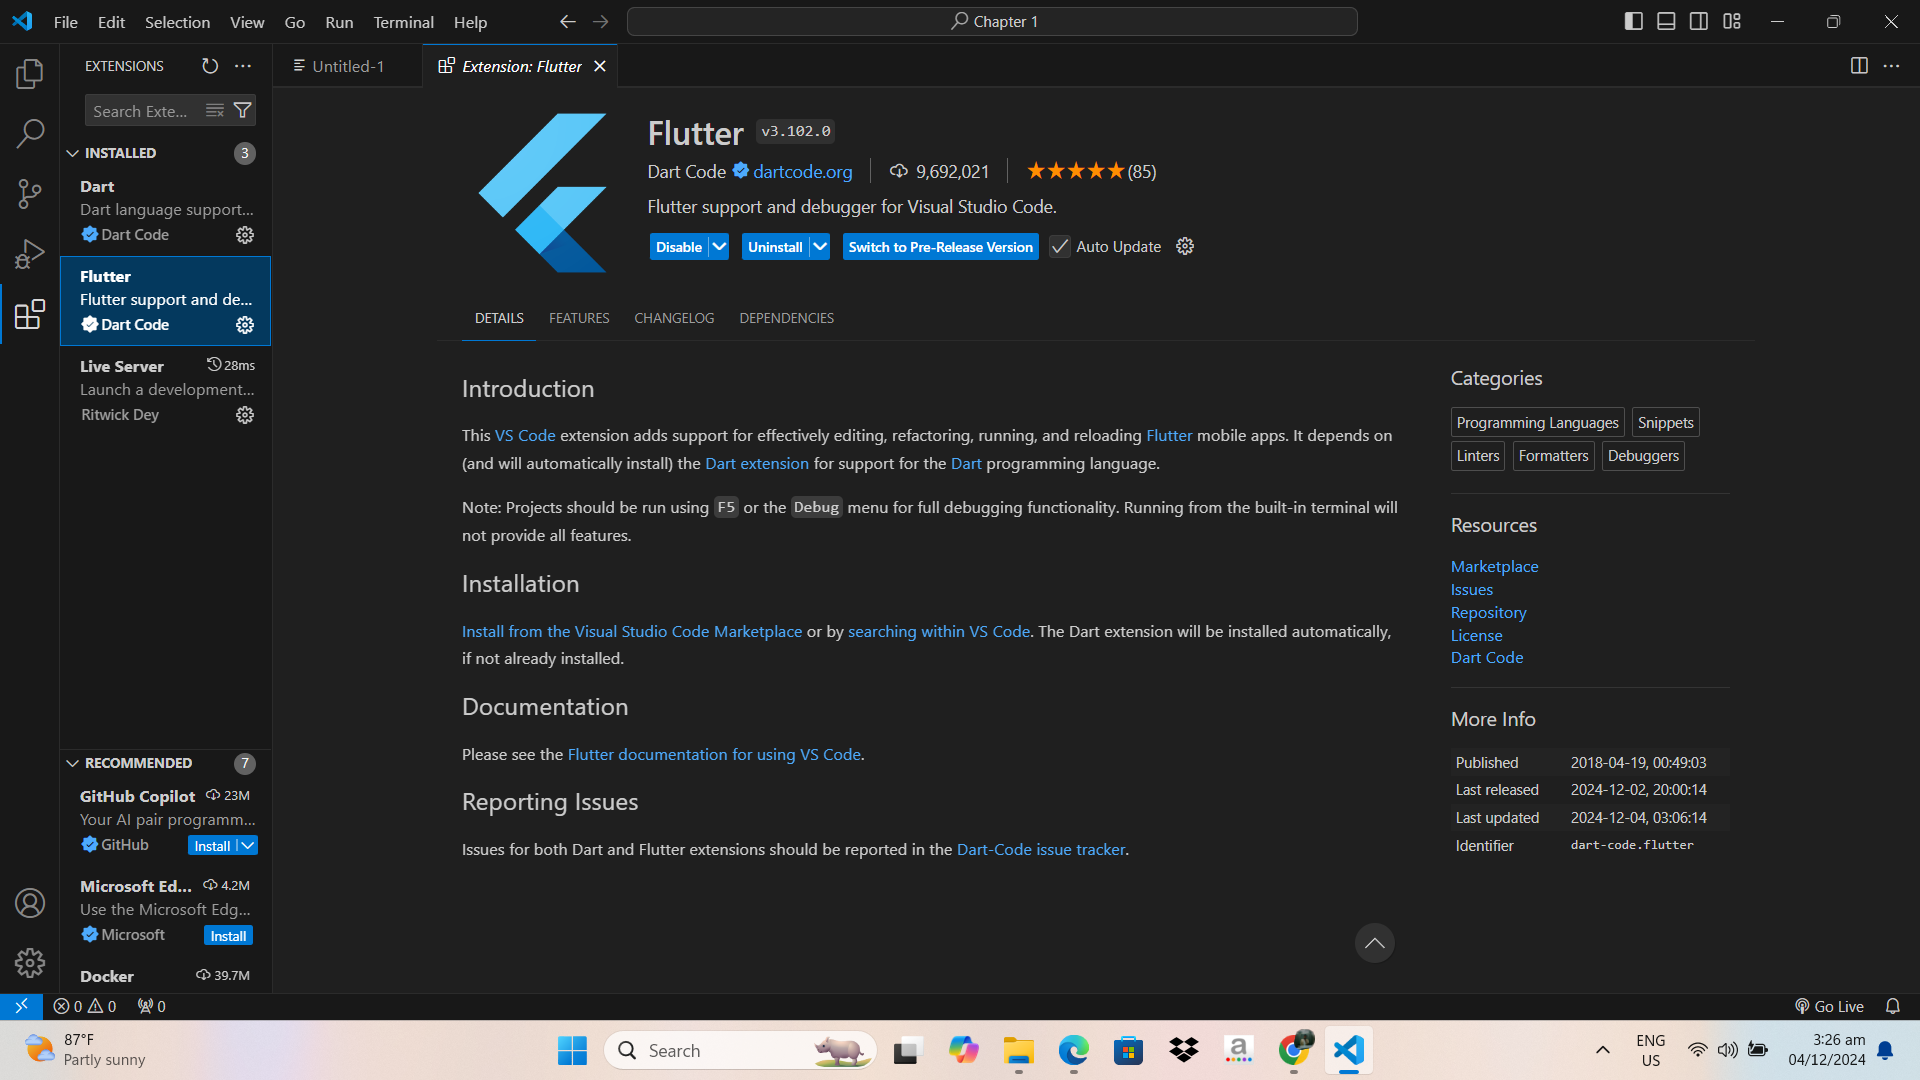 File Edit Selection View Go Run Terminal Help
Chapter 1
EXTENSIONS
Untitled-1
Extension: Flutter
Search Exte...
INSTALLED 3
Dart
Dart language support...
Dart Code
Flutter
Flutter support and de...
Dart Code
Live Server 28ms
Launch a development...
Ritwick Dey
RECOMMENDED 7
GitHub Copilot 23M
Your AI pair programm...
GitHub Install
Microsoft Ed... 4.2M
Use the Microsoft Edg...
Microsoft Install
Docker 39.7M
Flutter v3.102.0
Dart Code dartcode.org 9,692,021 (85)
Flutter support and debugger for Visual Studio Code.
Disable Uninstall Switch to Pre-Release Version Auto Update
DETAILS FEATURES CHANGELOG DEPENDENCIES
Introduction
This VS Code extension adds support for effectively editing, refactoring, running, and reloading Flutter mobile apps. It depends on
(and will automatically install) the Dart extension for support for the Dart programming language.
Note: Projects should be run using F5 or the Debug menu for full debugging functionality. Running from the built-in terminal will
not provide all features.
Installation
Install from the Visual Studio Code Marketplace or by searching within VS Code. The Dart extension will be installed automatically,
if not already installed.
Documentation
Please see the Flutter documentation for using VS Code.
Reporting Issues
Issues for both Dart and Flutter extensions should be reported in the Dart-Code issue tracker.
Categories
Programming Languages Snippets
Linters Formatters Debuggers
Resources
Marketplace
Issues
Repository
License
Dart Code
More Info
Published 2018-04-19, 00:49:03
Last released 2024-12-02, 20:00:14
Last updated 2024-12-04, 03:06:14
Identifier dart-code.flutter
0 0 0
Go Live
87°F
Partly sunny
Search
a
ENG
US
3:26 am
04/12/2024